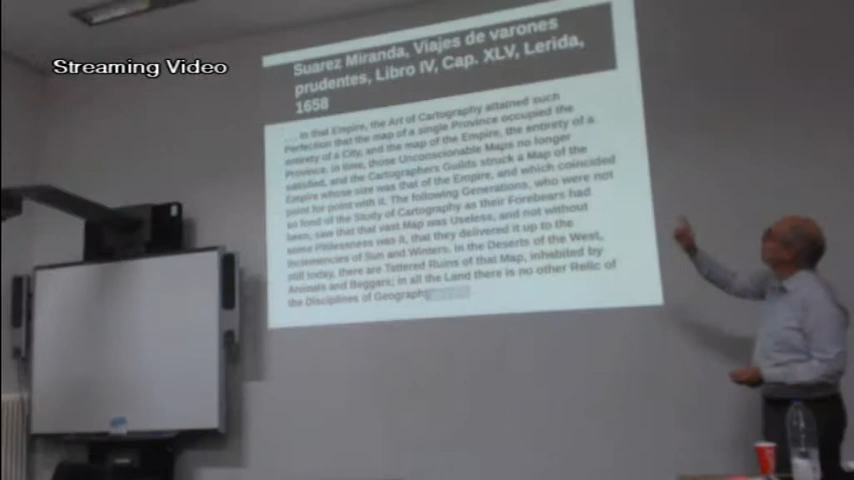 Streaming Video
Suarez Miranda, Viajes de varones
prudentes, Libro IV, Cap. XLV, Lerida,
1658
... In that Empire, the Art of Cartography attained such
Perfection that the map of a single Province occupied the
entirety of a City, and the map of the Empire, the entirety of a
Province. In time, those Unconscionable Maps no longer
satisfied, and the Cartographers Guilds struck a Map of the
Empire whose size was that of the Empire, and which coincided
point for point with it. The following Generations, who were not
so fond of the Study of Cartography as their Forebears had
been, saw that that vast Map was Useless, and not without
some Pitilessness was it, that they delivered it up to the
Inclemencies of Sun and Winters. In the Deserts of the West,
still today, there are Tattered Ruins of that Map, inhabited by
Animals and Beggars; in all the Land there is no other Relic of
the Disciplines of Geography